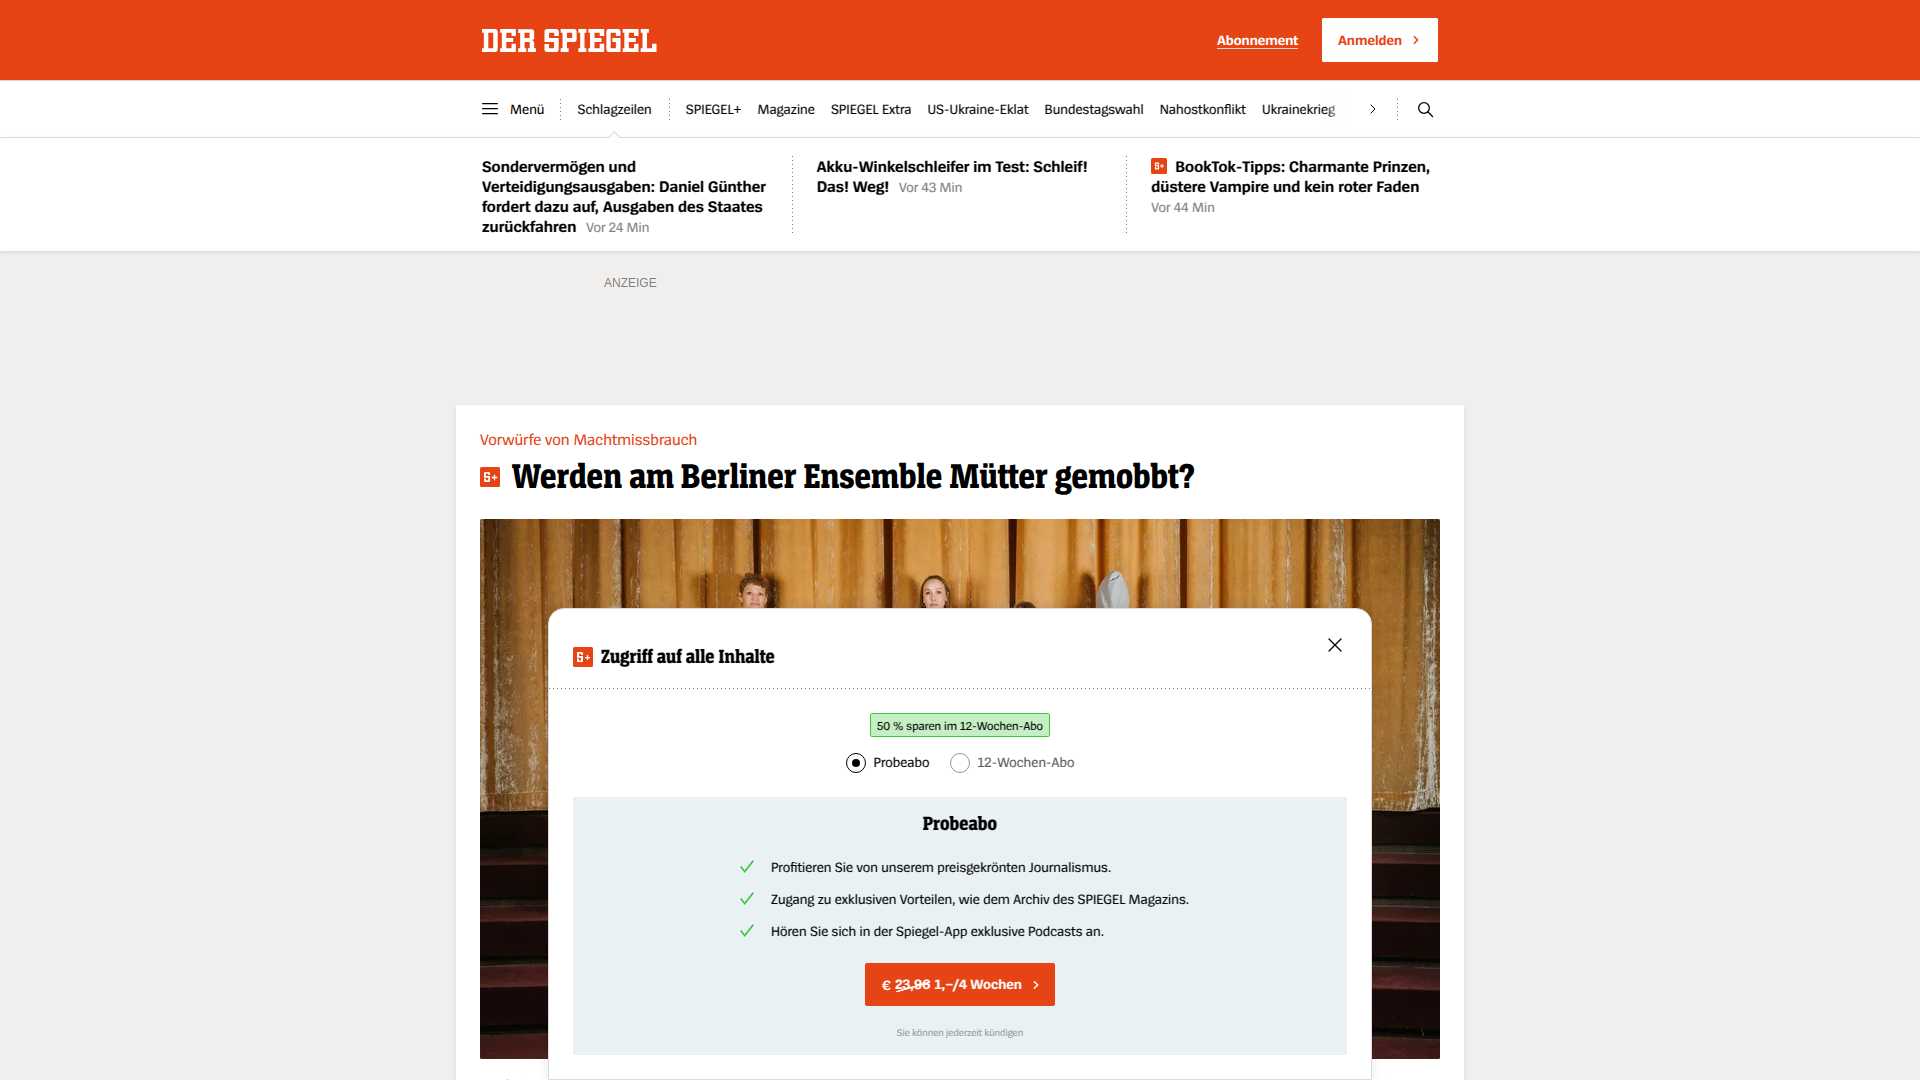 DER SPIEGEL
Abonnement
Anmelden
Menü
Schlagzeilen
SPIEGEL+
Magazine
SPIEGEL Extra
US-Ukraine-Eklat
Bundestagswahl
Nahostkonflikt
Ukrainekrieg
Sondervermögen und
Verteidigungsausgaben: Daniel Günther
fordert dazu auf, Ausgaben des Staates
zurückfahren Vor 24 Min
Akku-Winkelschleifer im Test: Schleif!
Das! Weg! Vor 43 Min
S+ BookTok-Tipps: Charmante Prinzen,
düstere Vampire und kein roter Faden
Vor 44 Min
ANZEIGE
Vorwürfe von Machtmissbrauch
S+ Werden am Berliner Ensemble Mütter gemobbt?
S+ Zugriff auf alle Inhalte
50 % sparen im 12-Wochen-Abo
Probeabo
12-Wochen-Abo
Probeabo
Profitieren Sie von unserem preisgekrönten Journalismus.
Zugang zu exklusiven Vorteilen, wie dem Archiv des SPIEGEL Magazins.
Hören Sie sich in der Spiegel-App exklusive Podcasts an.
€ 23,96 1,–/4 Wochen
Sie können jederzeit kündigen